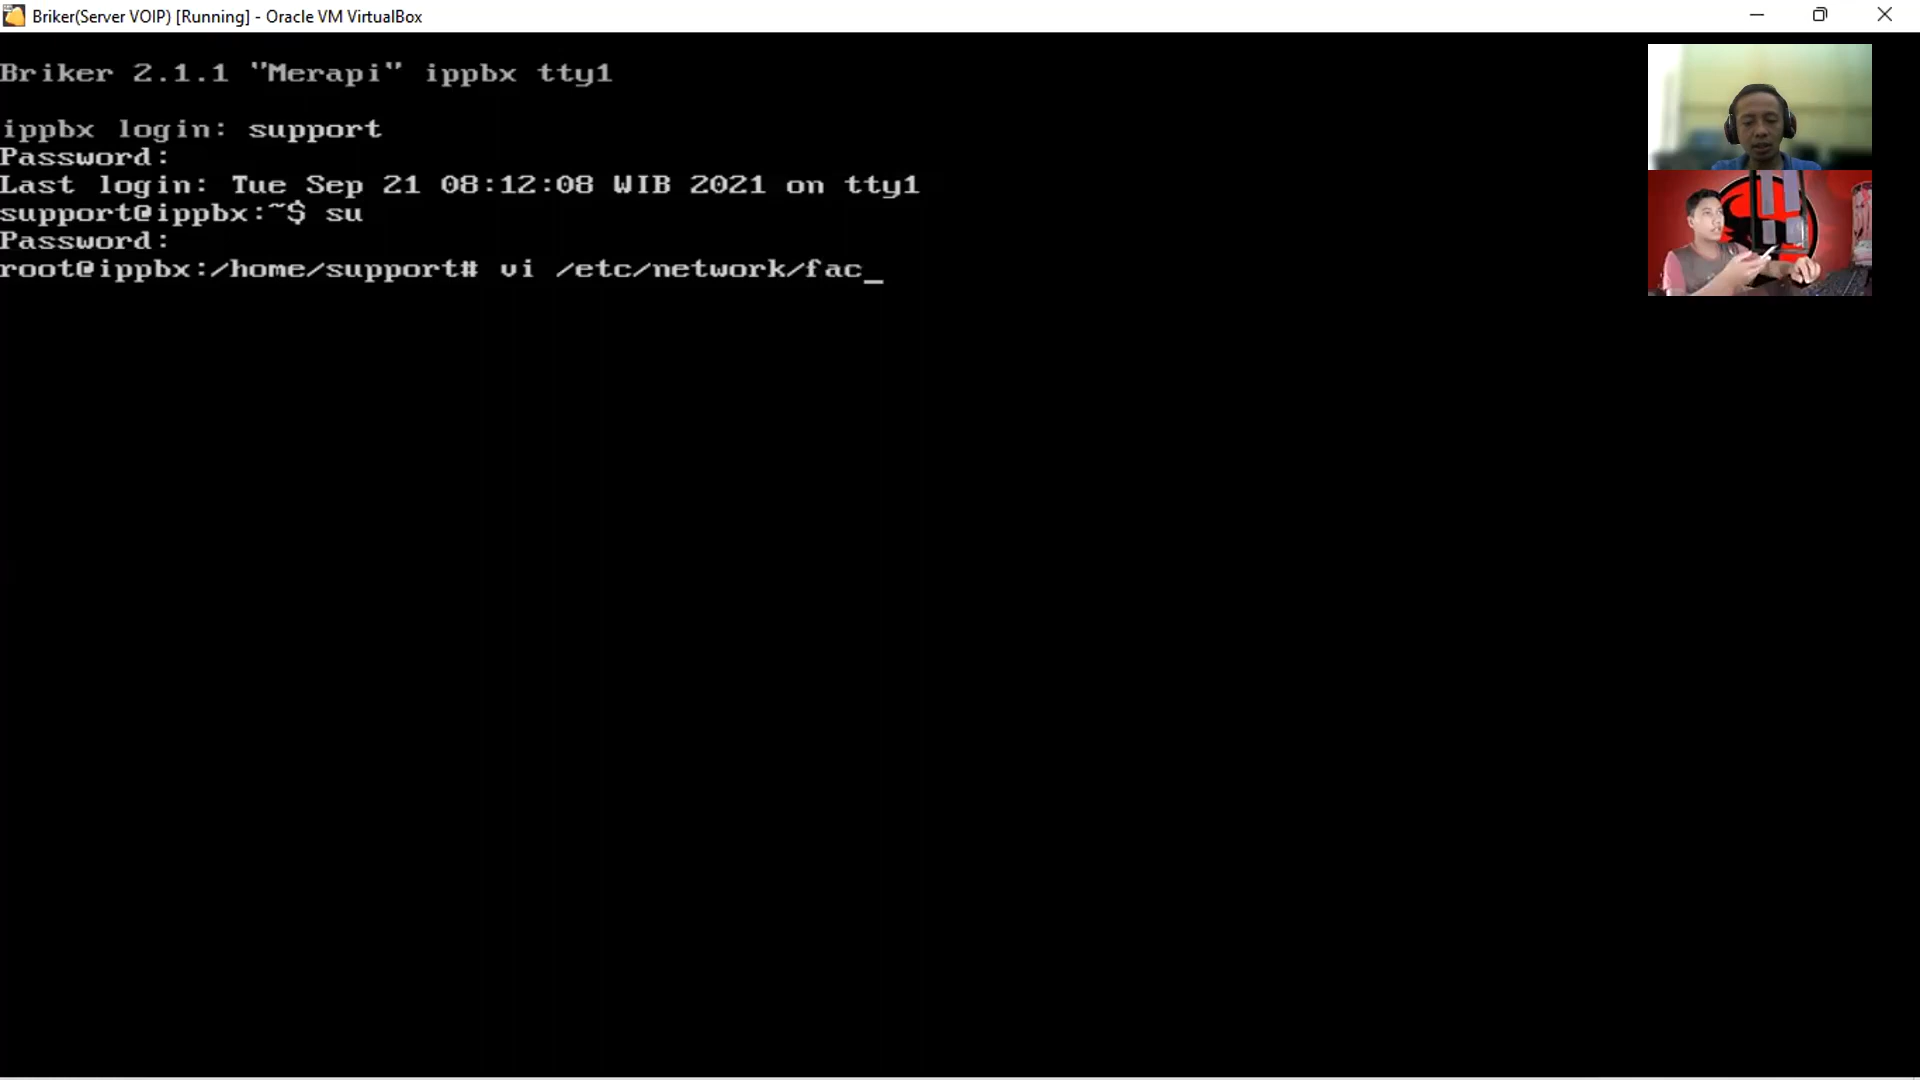 Briker(Server VOIP) [Running] - Oracle VM VirtualBox
Briker 2.1.1 "Merapi" ippbx tty1
ippbx login: support
Password:
Last login: Tue Sep 21 08:12:08 WIB 2021 on tty1
support@ippbx:~$ su
Password:
root@ippbx:/home/support# vi /etc/network/fac_